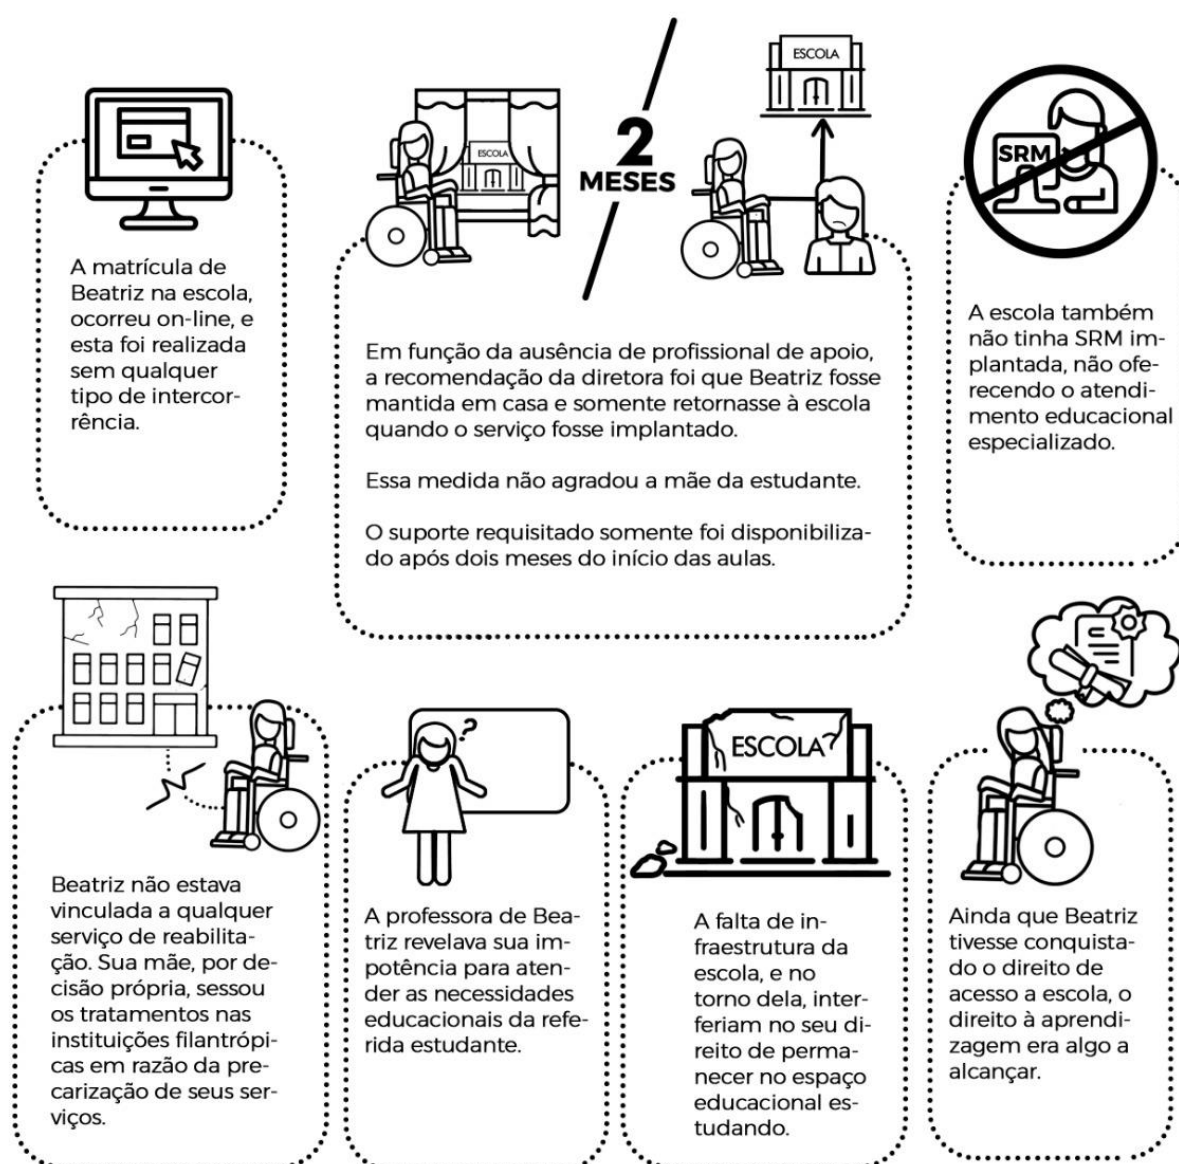 A matrícula de
Beatriz na escola,
ocorreu on-line, e
esta foi realizada
sem qualquer
tipo de intercor-
rência.
ESCOLA
2
MESES
ESCOLA
Em função da ausência de profissional de apoio,
a recomendação da diretora foi que Beatriz fosse
mantida em casa e somente retornasse à escola
quando o serviço fosse implantado.
Essa medida não agradou a mãe da estudante.
O suporte requisitado somente foi disponibiliza-
do após dois meses do início das aulas.
SRM
A escola também
não tinha SRM im-
plantada, não ofe-
recendo o atendi-
mento educacional
especializado.
Beatriz não estava
vinculada a qualquer
serviço de reabilita-
ção. Sua mãe, por de-
cisão própria, sessou
os tratamentos nas
instituições filantrópi-
cas em razão da pre-
carização de seus ser-
viços.
?
A professora de Bea-
triz revelava sua im-
potência para aten-
der as necessidades
educacionais da refe-
rida estudante.
ESCOLA
A falta de in-
fraestrutura da
escola, e no
torno dela, inter-
feriam no seu di-
reito de perma-
necer no espaço
educacional es-
tudando.
Ainda que Beatriz
tivesse conquista-
do o direito de
acesso a escola, o
direito à aprendi-
zagem era algo a
alcançar.